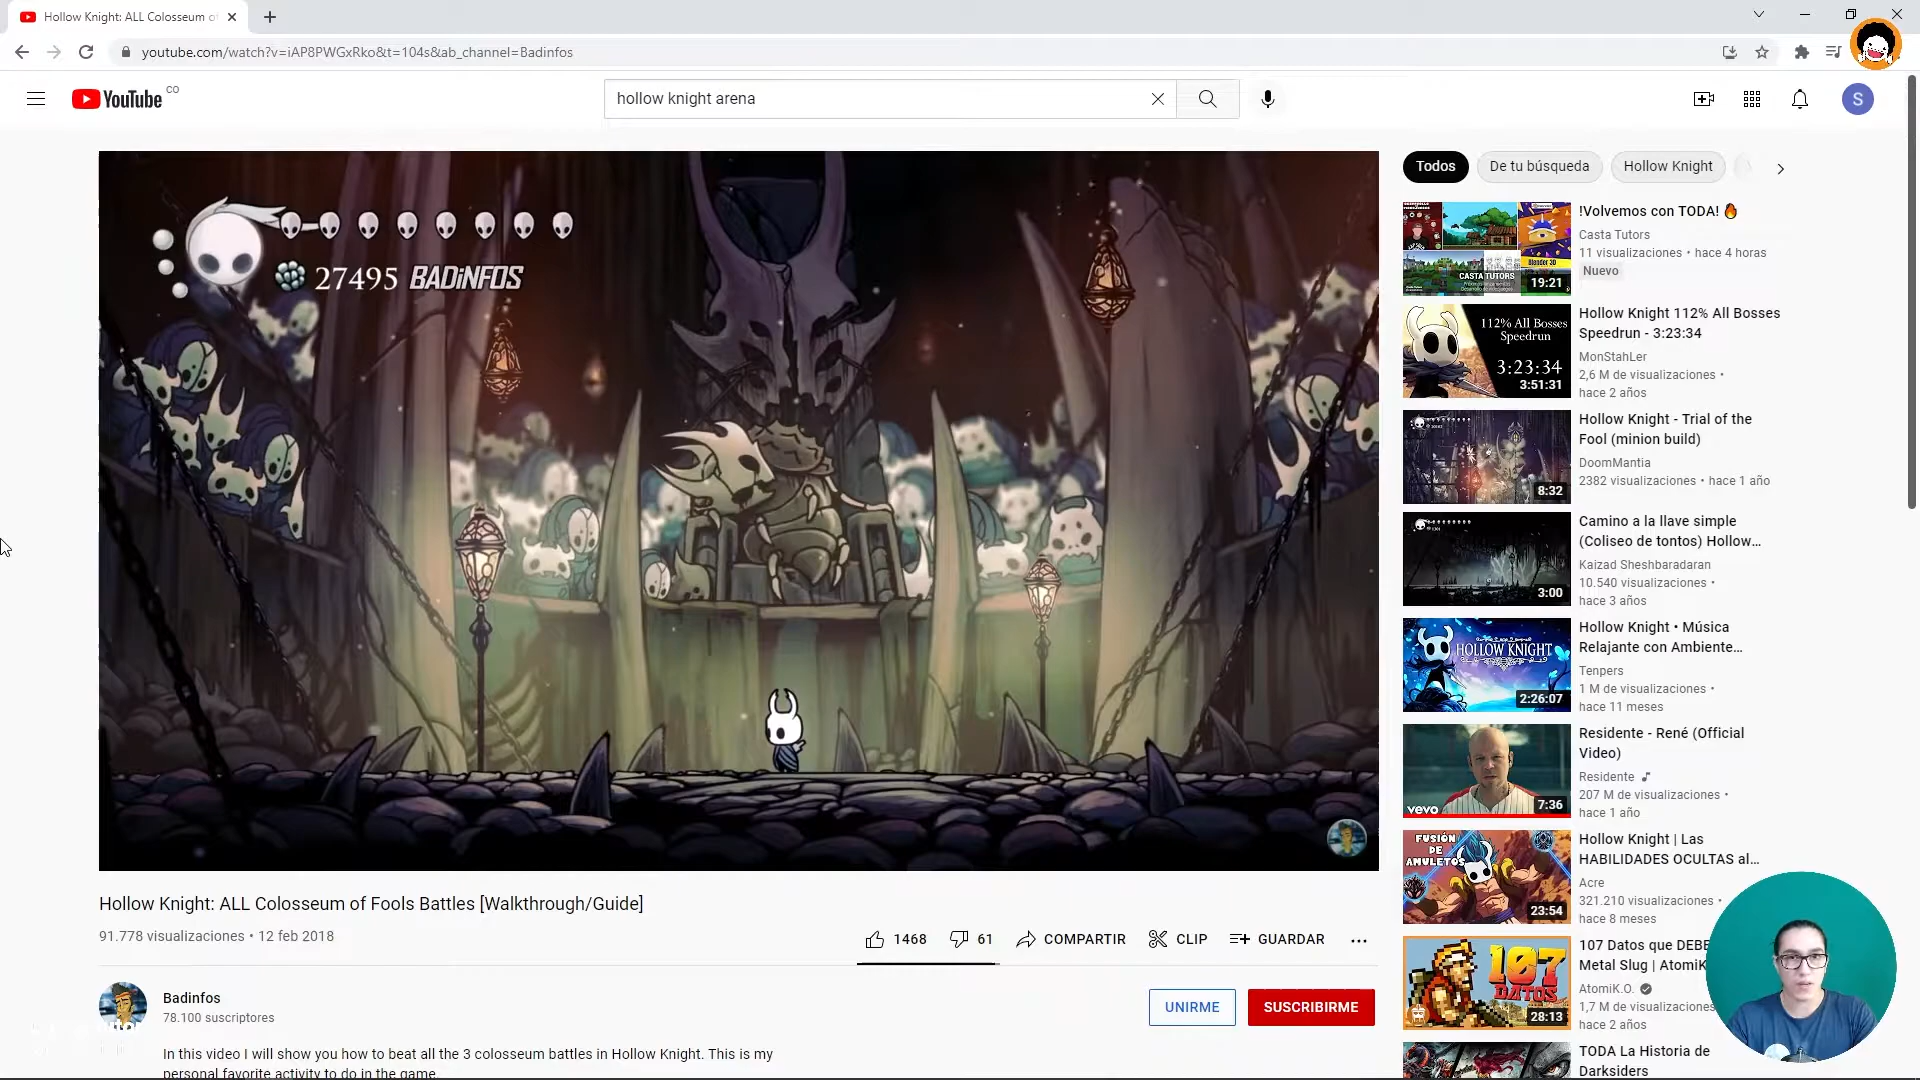 Hollow Knight: ALL Colosseum of
youtube.com/watch?v=iAP8PWGxRko&t=104s&ab_channel=Badinfos
YouTube CO
hollow knight arena
S
27495 BADiNFOS
Hollow Knight: ALL Colosseum of Fools Battles [Walkthrough/Guide]
91.778 visualizaciones • 12 feb 2018
1468
61
COMPARTIR
CLIP
GUARDAR
Badinfos
78.100 suscriptores
UNIRME
SUSCRIBIRME
In this video I will show you how to beat all the 3 colosseum battles in Hollow Knight. This is my
personal favorite activity to do in the game.
Todos
De tu búsqueda
Hollow Knight
Blender 3D
CASTA TUTORS
19:21
!Volvemos con TODA! 🔥
Casta Tutors
11 visualizaciones • hace 4 horas
Nuevo
112% All Bosses
Speedrun
3:23:34
3:51:31
Hollow Knight 112% All Bosses
Speedrun - 3:23:34
MonStahLer
2,6 M de visualizaciones •
hace 2 años
8:32
Hollow Knight - Trial of the
Fool (minion build)
DoomMantia
2382 visualizaciones • hace 1 año
3:00
Camino a la llave simple
(Coliseo de tontos) Hollow...
Kaizad Sheshbaradaran
10.540 visualizaciones •
hace 3 años
HOLLOW KNIGHT
2:26:07
Hollow Knight • Música
Relajante con Ambiente...
Tenpers
1 M de visualizaciones •
hace 11 meses
vevo
7:36
Residente - René (Official
Video)
Residente
207 M de visualizaciones •
hace 1 año
FUSIÓN
DE
AMULETOS
23:54
Hollow Knight | Las
HABILIDADES OCULTAS al...
Acre
321.210 visualizaciones •
hace 8 meses
107
DATOS
28:13
107 Datos que DEBE
Metal Slug | AtomiK
AtomiK.O.
1,7 M de visualizaciones
hace 2 años
TODA La Historia de
Darksiders